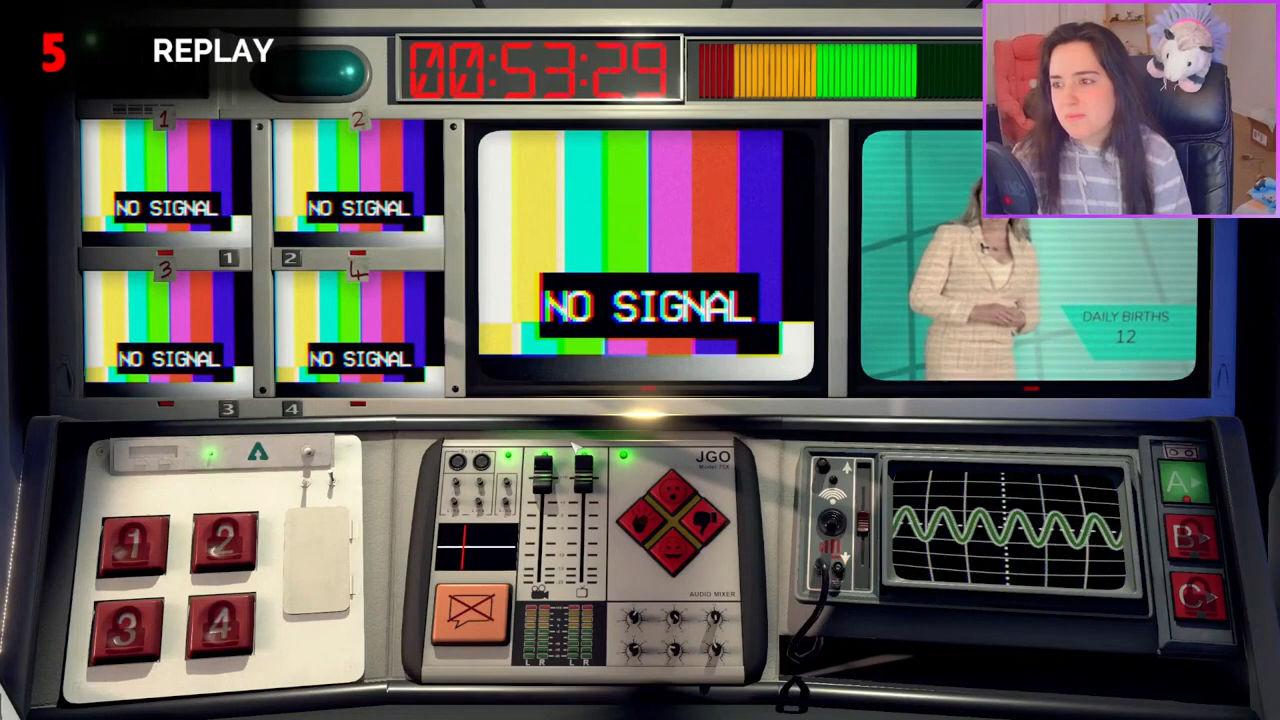 5 REPLAY
00:53:29
1 2
NO SIGNAL NO SIGNAL
NO SIGNAL
DAILY BIRTHS
12
3 1 2 4
NO SIGNAL NO SIGNAL
3 4
JGO
A
1 2
B
3 4
C
AUDIO MIXER
L R L R